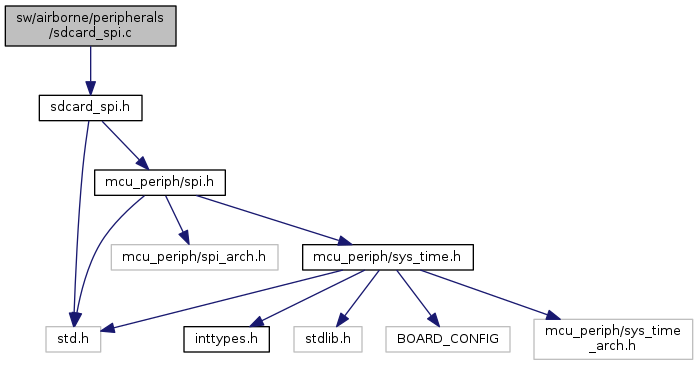 sw/airborne/peripherals
/sdcard_spi.c
sdcard_spi.h
mcu_periph/spi.h
mcu_periph/spi_arch.h
mcu_periph/sys_time.h
std.h
inttypes.h
stdlib.h
BOARD_CONFIG
mcu_periph/sys_time
_arch.h